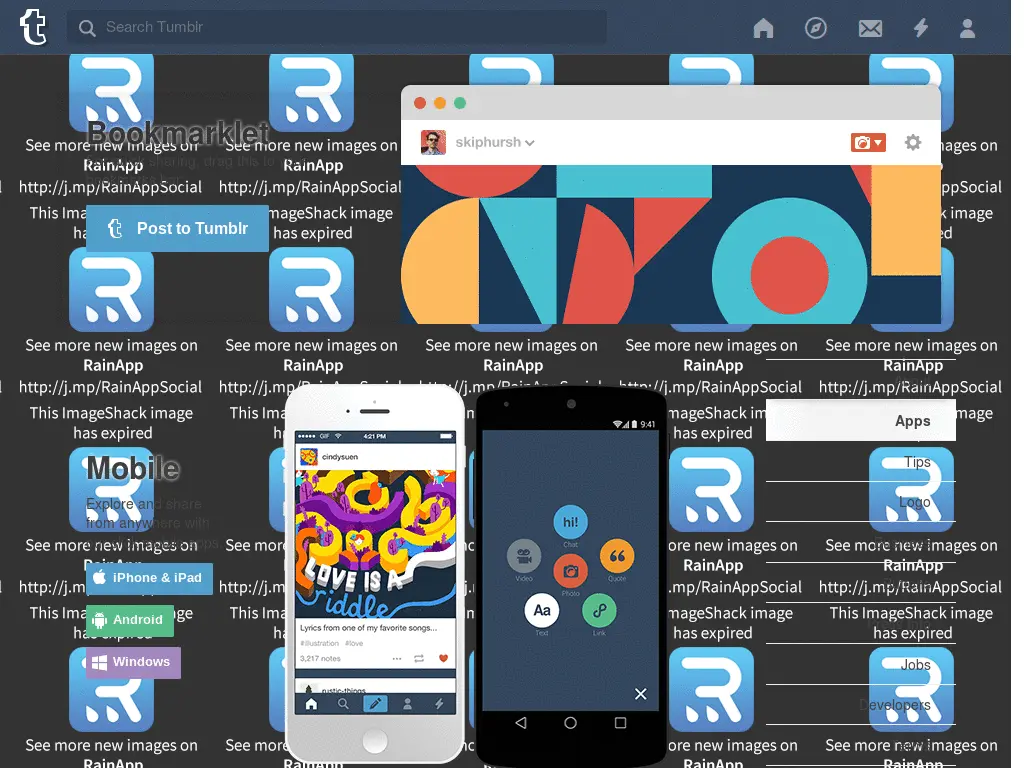 Search Tumblr
See more new images on
RainApp
http://j.mp/RainAppSocial
This ImageShack image
has expired
Bookmarklet
Post to Tumblr
skiphursh
See more new images on
RainApp
http://j.mp/RainAppSocial
This ImageShack image
has expired
Mobile
Explore and share
from anywhere with
iPhone & iPad
Android
Windows
GIF 4:21 PM
cindysuen
LOVE IS A
riddle
Lyrics from one of my favorite songs...
#illustration #love
3,217 notes
rustic-things
9:41
hi!
Chat
Video
Quote
Photo
Aa
Text
Link
Apps
Tips
Logo
Jobs
Developers
See more new images on
RainApp